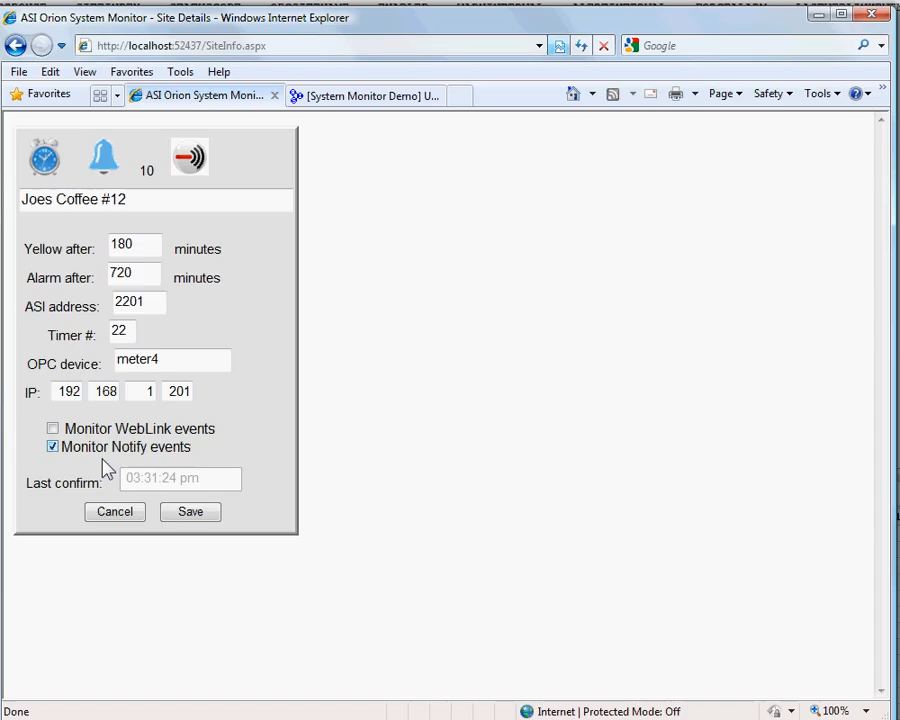 ASI Orion System Monitor - Site Details - Windows Internet Explorer
http://localhost:52437/SiteInfo.aspx
Google
File Edit View Favorites Tools Help
Favorites
ASI Orion System Moni...
[System Monitor Demo] U...
Page Safety Tools
10
Joes Coffee #12
Yellow after: 180 minutes
Alarm after: 720 minutes
ASI address: 2201
Timer #: 22
OPC device: meter4
IP: 192 168 1 201
Monitor WebLink events
Monitor Notify events
Last confirm: 03:31:24 pm
Cancel Save
Done
Internet | Protected Mode: Off
100%